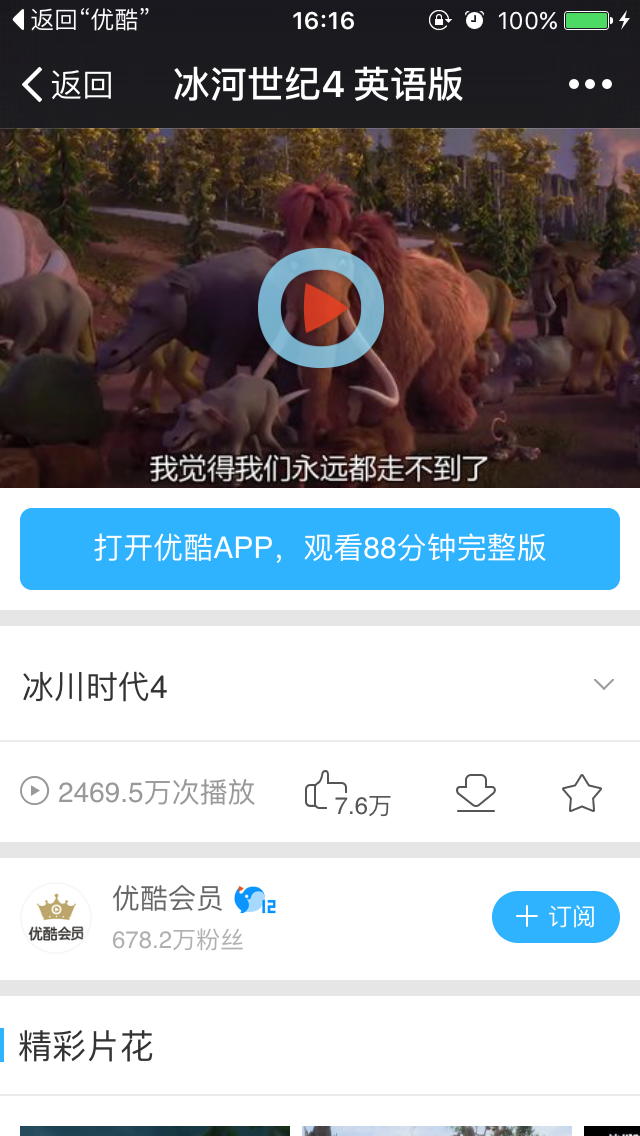 返回“优酷”
16:16
100%
返回
冰河世纪4 英语版
我觉得我们永远都走不到了
打开优酷APP，观看88分钟完整版
冰川时代4
2469.5万次播放
7.6万
优酷会员
优酷会员
12
678.2万粉丝
订阅
精彩片花